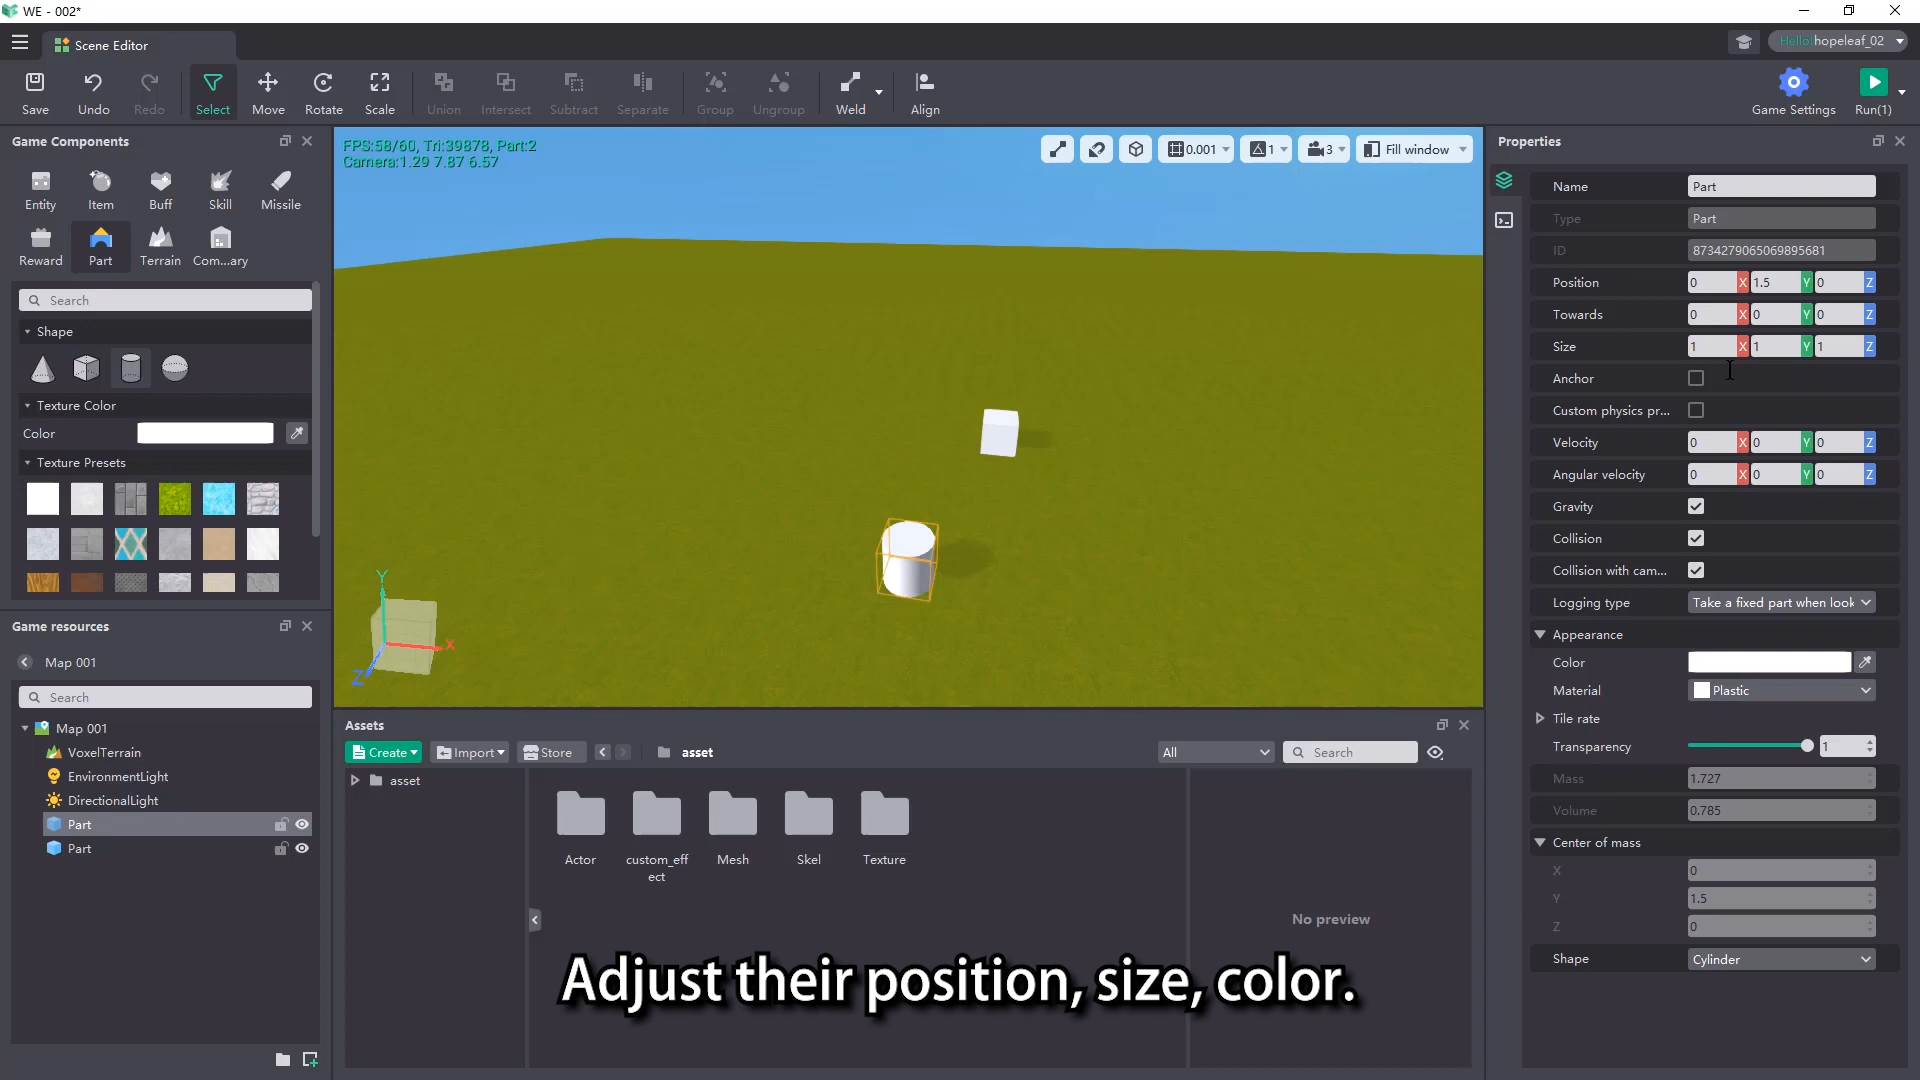 WE - 002*
Scene Editor
Hello! hopeleaf_02
Save
Undo
Redo
Select
Move
Rotate
Scale
Union
Intersect
Subtract
Separate
Group
Ungroup
Weld
Align
Game Settings
Run(1)
Game Components
Entity
Item
Buff
Skill
Missile
Reward
Part
Terrain
Com...ary
Search
Shape
Texture Color
Color
Texture Presets
Game resources
Map 001
Search
Map 001
VoxelTerrain
EnvironmentLight
DirectionalLight
Part
Part
FPS:58/60, Tri:39878, Part:2
Camera:1.29 7.87 6.57
0.001
1
3
Fill window
Y
X
Z
Assets
Create
Import
Store
asset
All
Search
asset
Actor
custom_eff
ect
Mesh
Skel
Texture
No preview
Adjust their position, size, color.
Properties
Name Part
Type Part
ID 8734279065069895681
Position 0 X 1.5 Y 0 Z
Towards 0 X 0 Y 0 Z
Size 1 X 1 Y 1 Z
Anchor
Custom physics pr...
Velocity 0 X 0 Y 0 Z
Angular velocity 0 X 0 Y 0 Z
Gravity
Collision
Collision with cam...
Logging type Take a fixed part when look
Appearance
Color
Material Plastic
Tile rate
Transparency 1
Mass 1.727
Volume 0.785
Center of mass
X 0
Y 1.5
Z 0
Shape Cylinder